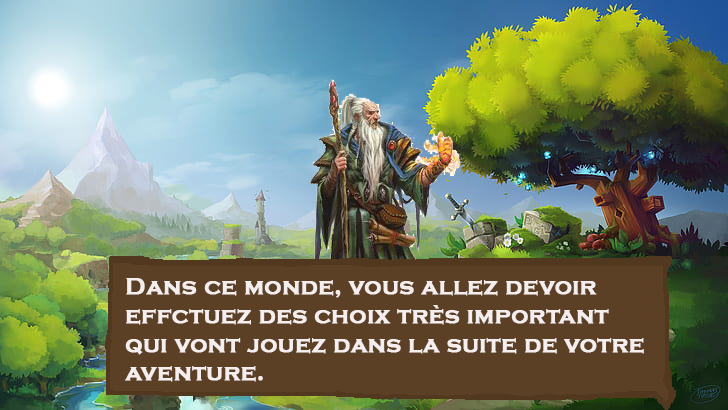 Dans ce monde, vous allez devoir
effctuez des choix très important
qui vont jouez dans la suite de votre
aventure.